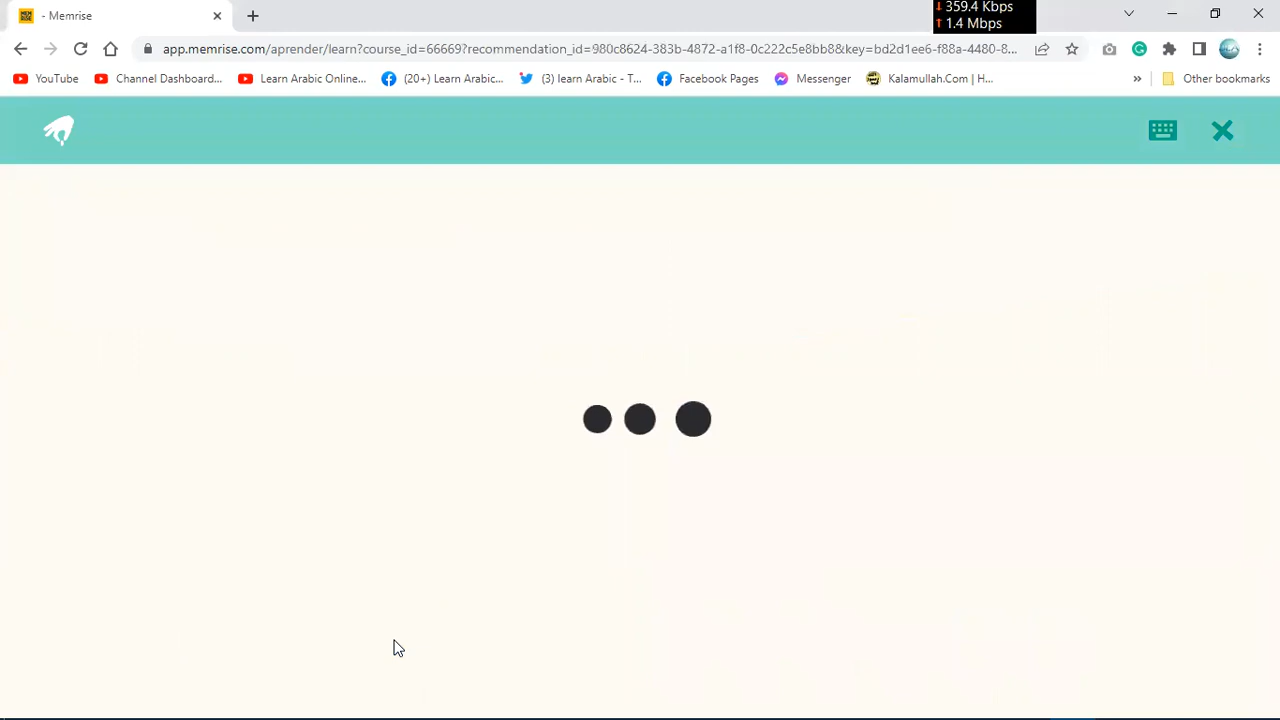 - Memrise
359.4 Kbps
1.4 Mbps
app.memrise.com/aprender/learn?course_id=66669?recommendation_id=980c8624-383b-4872-a1f8-0c222c5e8bb8&key=bd2d1ee6-f88a-4480-8...
YouTube
Channel Dashboard...
Learn Arabic Online...
(20+) Learn Arabic...
(3) learn Arabic - T...
Facebook Pages
Messenger
Kalamullah.Com | H...
» Other bookmarks